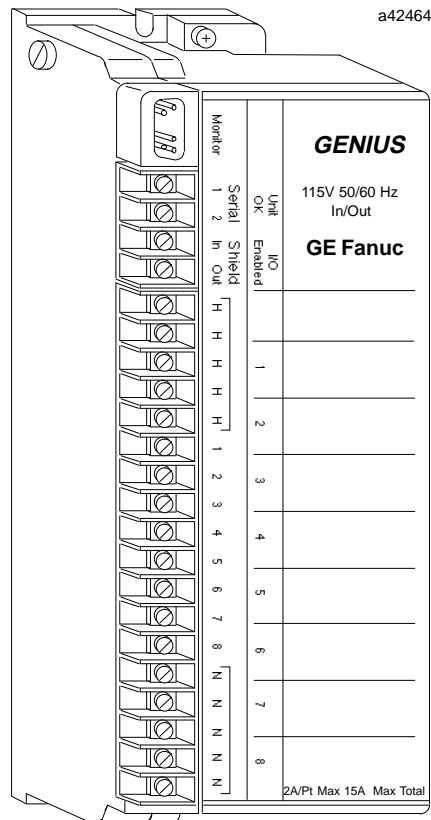 a42464
GENIUS
115V 50/60 Hz
In/Out
GE Fanuc
Monitor
Serial
1 2
Shield
In Out
Unit
OK
I/O
Enabled
H
H
H
H
H
1
2
3
4
5
6
7
8
N
N
N
N
N
1
2
3
4
5
6
7
8
2A/Pt Max 15A Max Total